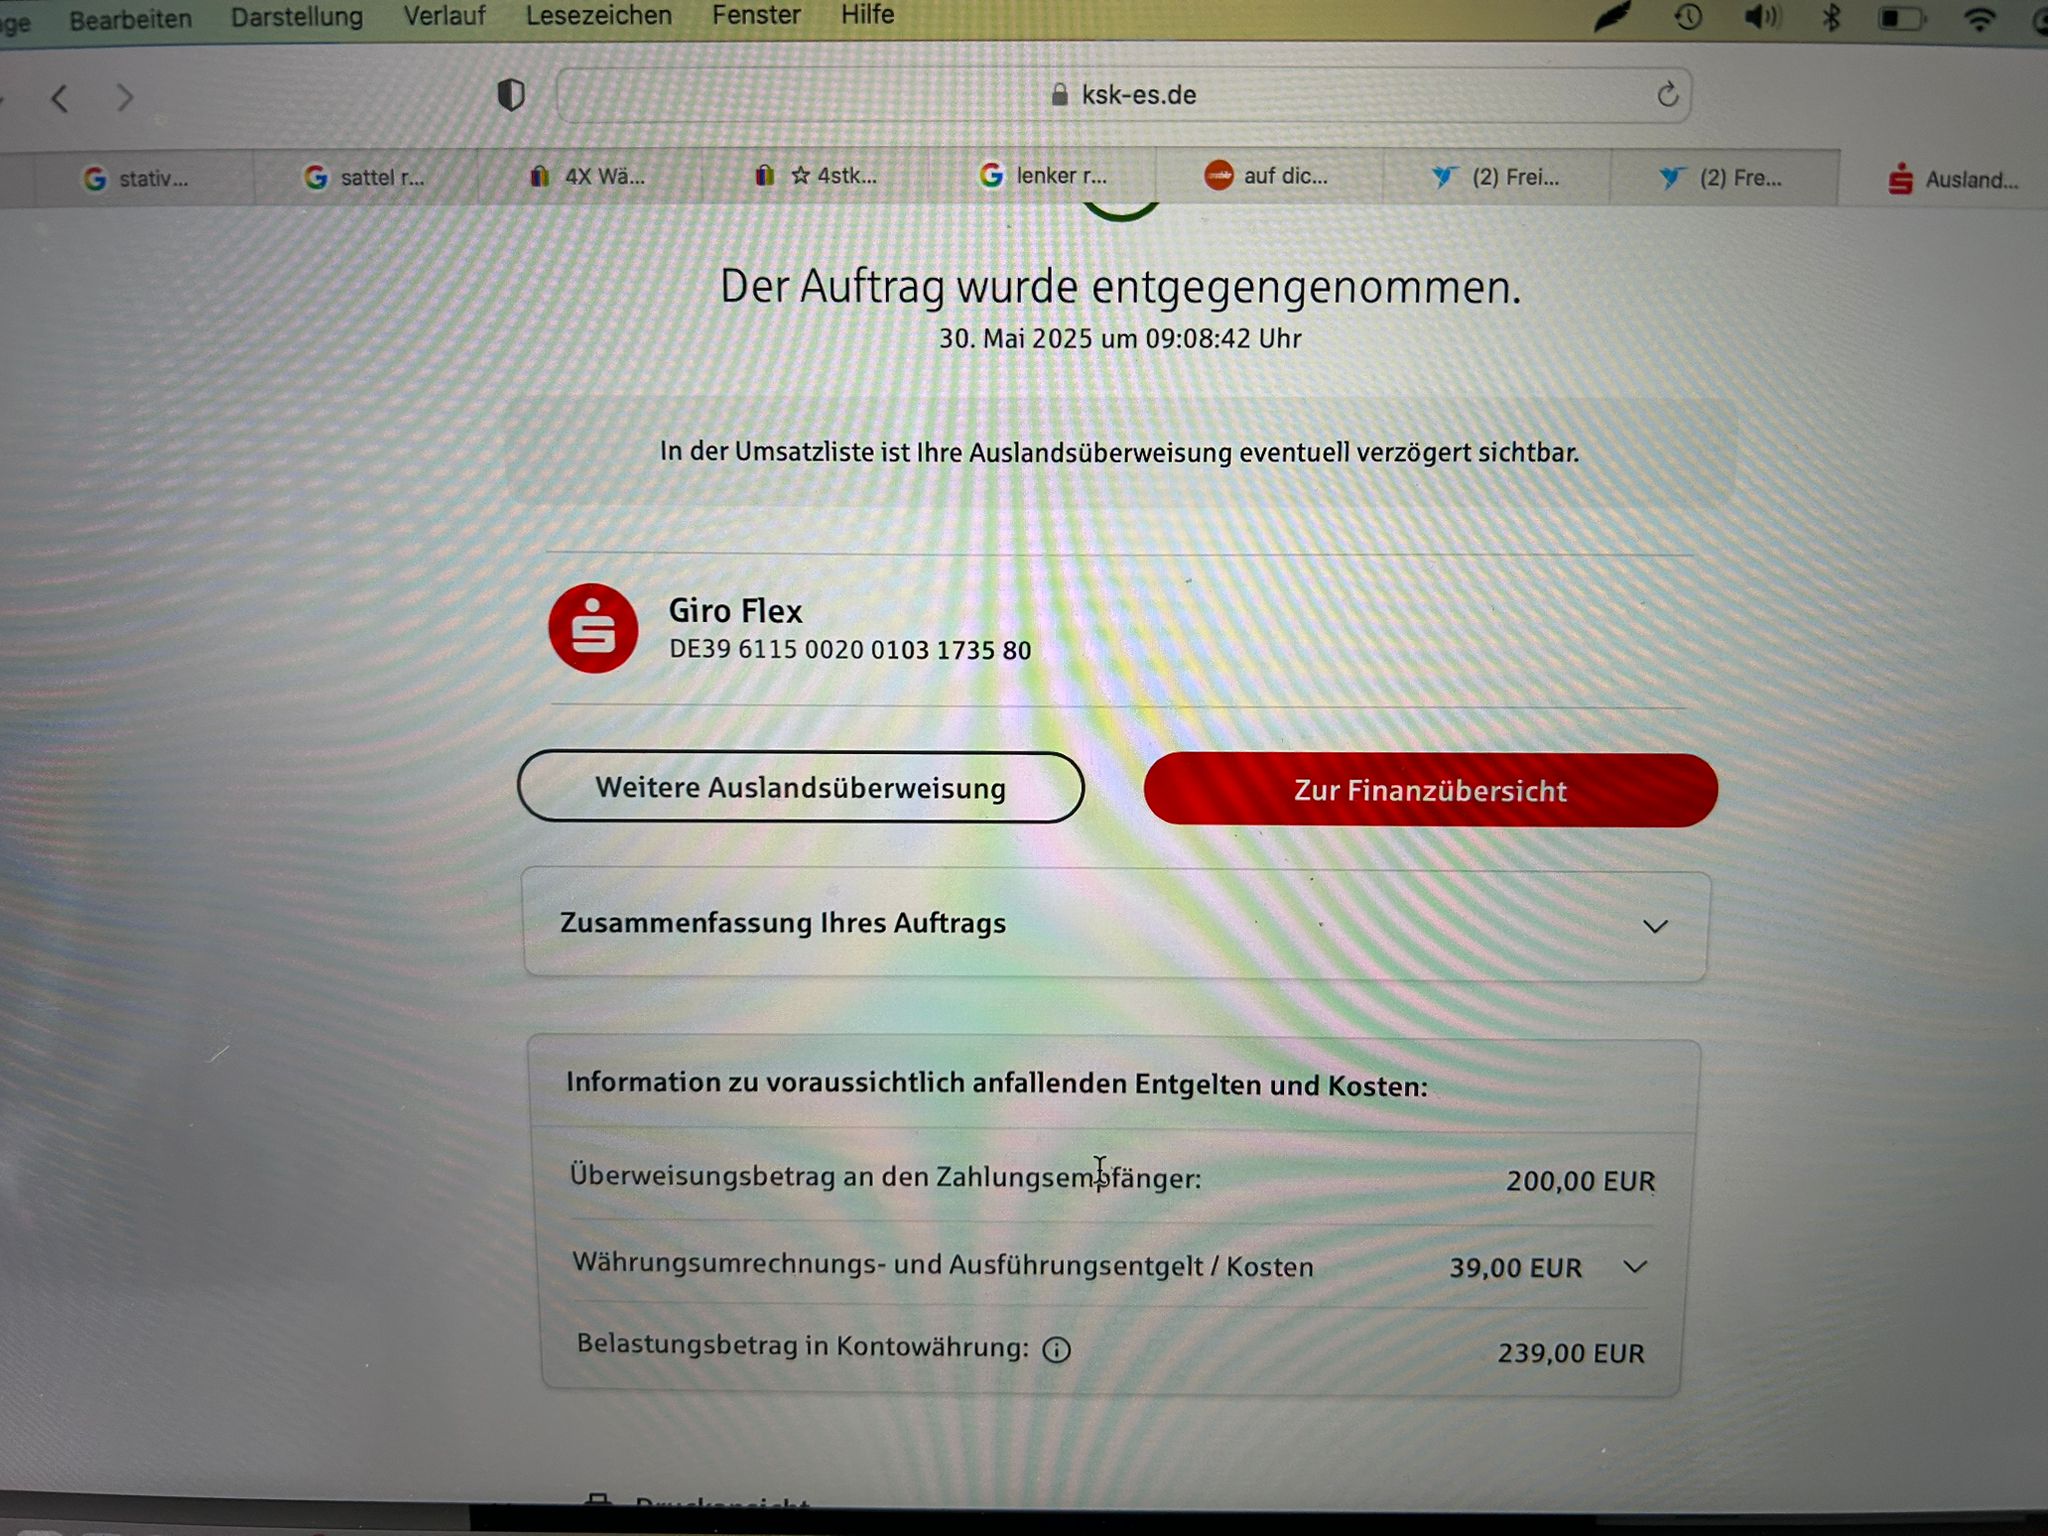 Bearbeiten Darstellung Verlauf Lesezeichen Fenster Hilfe
ksk-es.de
stativ... sattel r... 4X Wä... ☆ 4stk... lenker r... auf dic... (2) Frei... (2) Fre... Ausland...
Der Auftrag wurde entgegengenommen.
30. Mai 2025 um 09:08:42 Uhr
In der Umsatzliste ist Ihre Auslandsüberweisung eventuell verzögert sichtbar.
Giro Flex
DE39 6115 0020 0103 1735 80
Weitere Auslandsüberweisung Zur Finanzübersicht
Zusammenfassung Ihres Auftrags
Information zu voraussichtlich anfallenden Entgelten und Kosten:
Überweisungsbetrag an den Zahlungsempfänger: 200,00 EUR
Währungsumrechnungs- und Ausführungsentgelt / Kosten 39,00 EUR
Belastungsbetrag in Kontowährung: 239,00 EUR